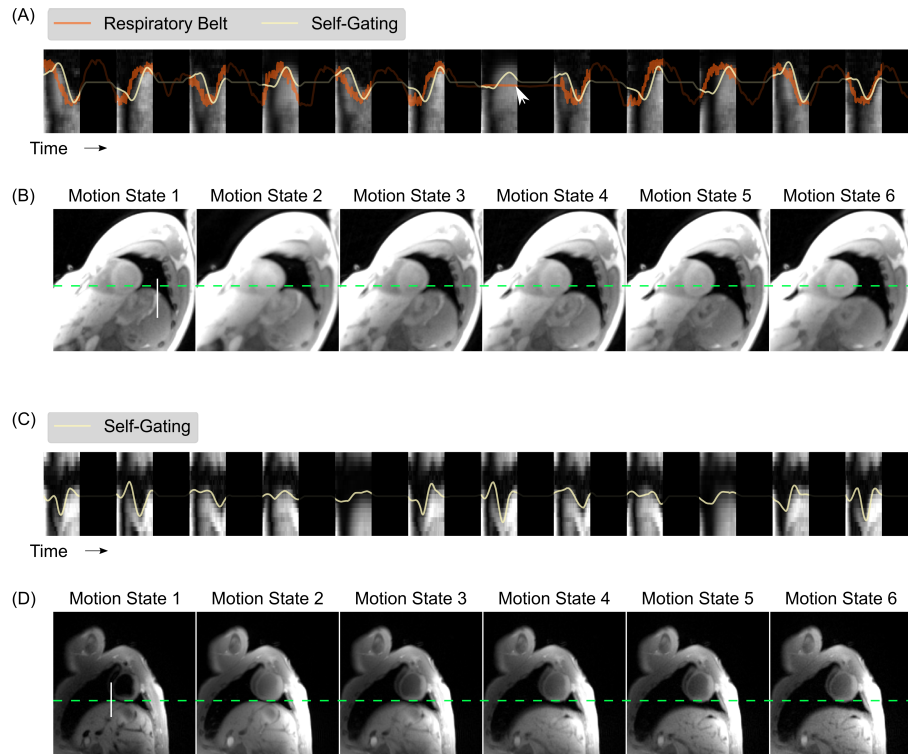 (A)
Respiratory Belt
Self-Gating
Time
(B)
Motion State 1
Motion State 2
Motion State 3
Motion State 4
Motion State 5
Motion State 6
(C)
Self-Gating
Time
(D)
Motion State 1
Motion State 2
Motion State 3
Motion State 4
Motion State 5
Motion State 6